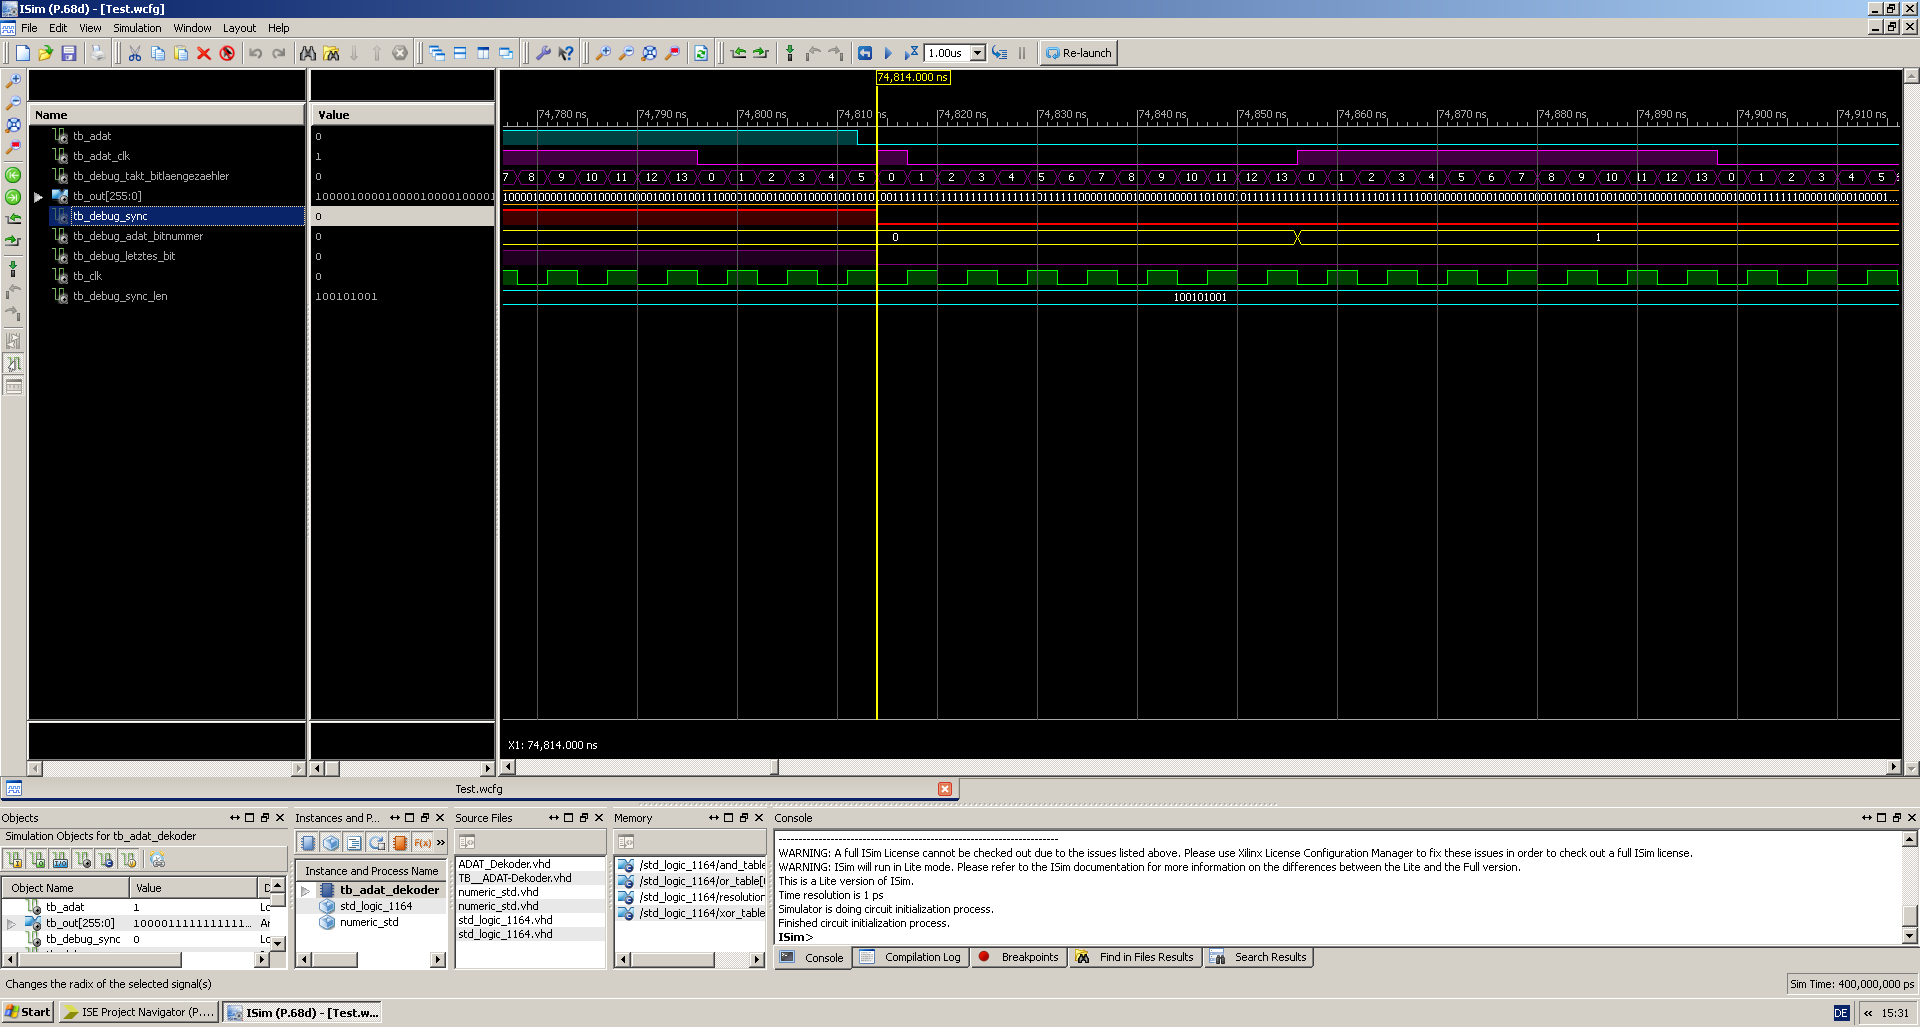 ISim (P.68d) - [Test.wcfg]
File Edit View Simulation Window Layout Help
1.00us Re-launch
74,814.000 ns
Name Value
74,780 ns 74,790 ns 74,800 ns 74,810 ns 74,820 ns 74,830 ns 74,840 ns 74,850 ns 74,860 ns 74,870 ns 74,880 ns 74,890 ns 74,900 ns 74,910 ns
tb_adat 0
tb_adat_clk 1
tb_debug_takt_bitlaengezaehler 0 7 8 9 10 11 12 13 0 1 2 3 4 5 0 1 2 3 4 5 6 7 8 9 10 11 12 13 0 1 2 3 4 5 6 7 8 9 10 11 12 13 0 1 2 3 4 5
tb_out[255:0]
tb_debug_sync 0
tb_debug_adat_bitnummer 0 0 1
tb_debug_letztes_bit 0
tb_clk 0
tb_debug_sync_len 100101001 100101001
X1: 74,814.000 ns
Test.wcfg
Objects Instances and P... Source Files Memory Console
Simulation Objects for tb_adat_dekoder
Object Name Value
tb_adat 1
tb_out[255:0]
tb_debug_sync 0
F(x) »
Instance and Process Name
tb_adat_dekoder
std_logic_1164
numeric_std
ADAT_Dekoder.vhd
TB__ADAT-Dekoder.vhd
numeric_std.vhd
numeric_std.vhd
std_logic_1164.vhd
std_logic_1164.vhd
/std_logic_1164/and_table
/std_logic_1164/or_table[
/std_logic_1164/resolution
/std_logic_1164/xor_table
WARNING: A full ISim License cannot be checked out due to the issues listed above. Please use Xilinx License Configuration Manager to fix these issues in order to check out a full ISim license.
WARNING: ISim will run in Lite mode. Please refer to the ISim documentation for more information on the differences between the Lite and the Full version.
This is a Lite version of ISim.
Time resolution is 1 ps
Simulator is doing circuit initialization process.
Finished circuit initialization process.
ISim>
Console Compilation Log Breakpoints Find in Files Results Search Results
Changes the radix of the selected signal(s)
Sim Time: 400,000,000 ps
Start ISE Project Navigator (P.... ISim (P.68d) - [Test.w... DE « 15:31